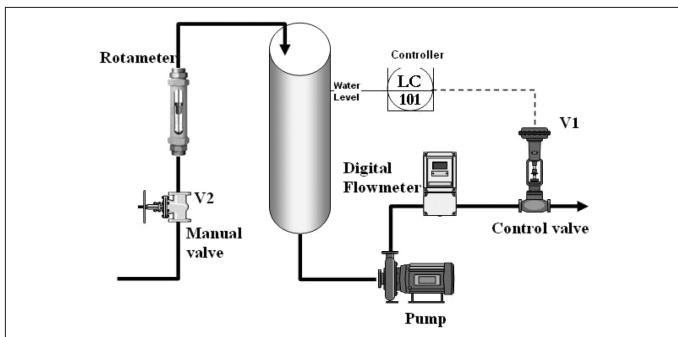 Rotameter
V2
Manual
valve
Water
Level
Controller
LC
101
V1
Digital
Flowmeter
Control valve
Pump